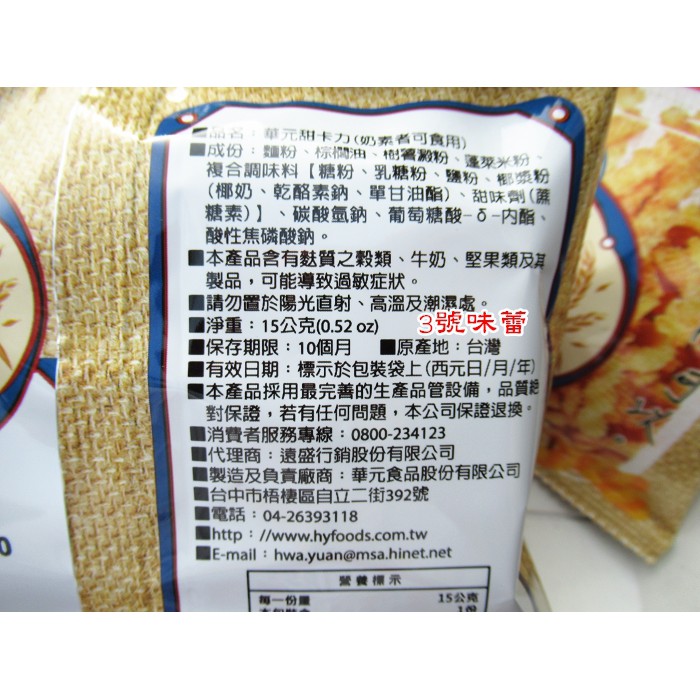 ■品名：華元甜卡力(奶素者可食用)
■成份：麵粉、棕櫚油、樹薯澱粉、蓬萊米粉、
複合調味料【糖粉、乳糖粉、鹽粉、椰漿粉
(椰奶、乾酪素鈉、單甘油酯)、甜味劑(蔗
糖素)】、碳酸氫鈉、葡萄糖酸-δ-內酯、
酸性焦磷酸鈉。
■本產品含有麩質之穀類、牛奶、堅果類及其
製品，可能導致過敏症狀。
■請勿置於陽光直射、高溫及潮濕處。
■淨重：15公克(0.52 oz)
3號味蕾
■保存期限：10個月 ■原產地：台灣
■有效日期：標示於包裝袋上(西元日/月/年)
■本產品採用最完善的生產品管設備，品質絕
對保證，若有任何問題，本公司保證退換。
■消費者服務專線：0800-234123
■代理商：遠盛行銷股份有限公司
■製造及負責廠商：華元食品股份有限公司
■台中市梧棲區自立二街392號
■電話：04-26393118
■http：//www.hyfoods.com.tw
■E-mail：hwa.yuan@msa.hinet.net
營養標示
每一份量 15公克